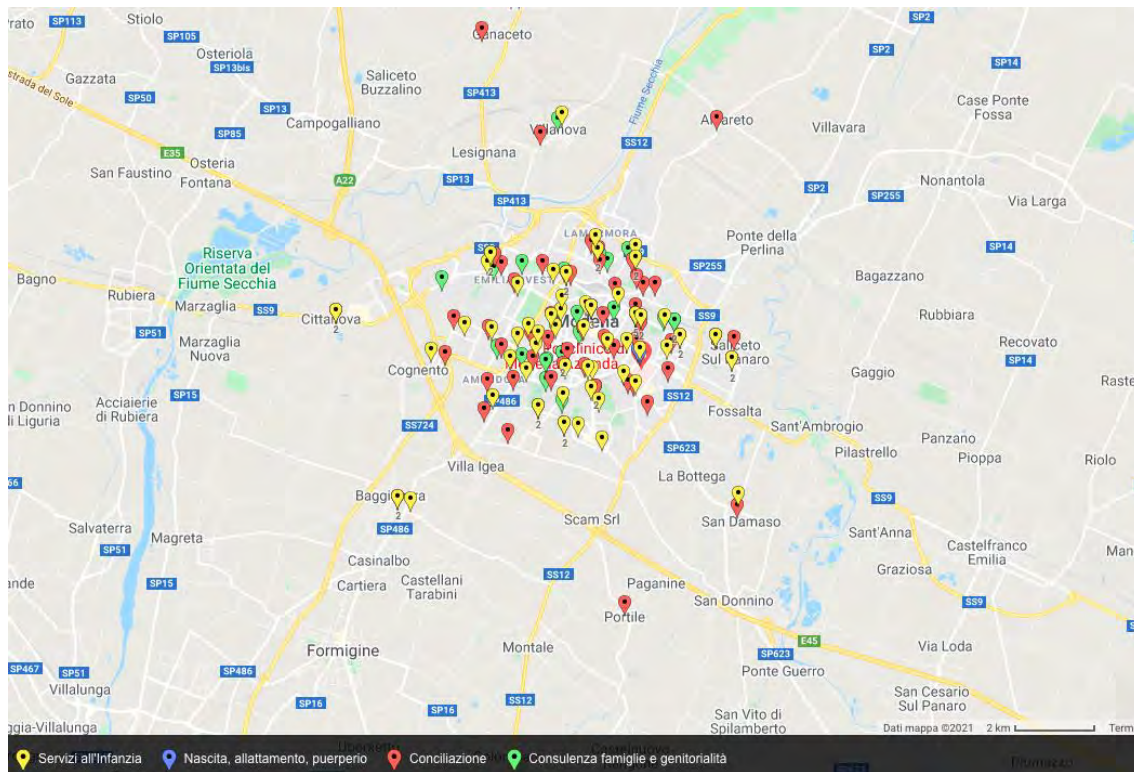 SP113
Stiolo
SP2
SP105
Osteriola
SP13bis
Ganaceto
SP2
SP14
Gazzata
Saliceto
Buzzalino
Strada del Sole
SP50
SP413
Fiume Secchia
Case Ponte
Fossa
SP13
Campogalliano
Villanova
Albareto
Villavara
SP85
SS12
E35
Osteria
Lesignana
San Faustino
Fontana
A22
SP13
SP2
Nonantola
SP413
SP255
Via Larga
Ponte della
Perlina
SP14
Riserva
Orientata del
Fiume Secchia
SP255
Bagno
Bagazzano
Rubiera
Marzaglia
SS9
Cittanova
SS9
SP51
Modena
Rubbiara
Marzaglia
Nuova
Saliceto
Sul Panaro
Recovato
Cognento
SP14
Gaggio
Raste
Acciaierie
di Rubiera
SP15
SP486
SS12
Fossalta
n Donnino
di Liguria
SS724
Sant'Ambrogio
SP623
Panzano
Pioppa
Villa Igea
Pilastrello
Riolo
La Bottega
SS9
San Damaso
Salvaterra
Scam Srl
SP51
Magreta
SP486
Sant'Anna
Castelfranco
Emilia
Man
Casinalbo
Graziosa
SP15
Cartiera
Castellani
Tarabini
SS12
Paganine
SS9
San Donnino
Portile
E45
Formigine
Montale
Via Loda
SP467
SP51
SP486
SP623
Ponte Guerro
Villalunga
SP16
SS12
San Cesario
Sul Panaro
SP16
San Vito di
Spilamberto
ggia-Villalunga
Dati mappa ©2021
2 km
Term
Servizi all'Infanzia
Nascita, allattamento, puerperio
Conciliazione
Consulenza famiglie e genitorialità